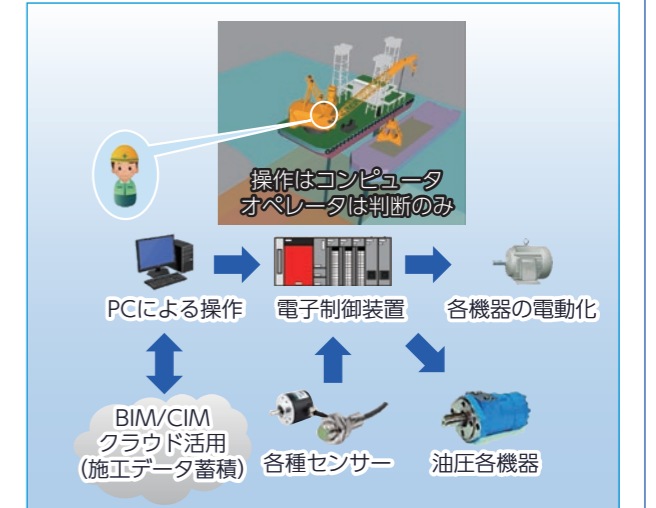 操作はコンピュータ
オペレータは判断のみ
PCによる操作
電子制御装置
各機器の電動化
BIM/CIM
クラウド活用
(施工データ蓄積)
各種センサー
油圧各機器